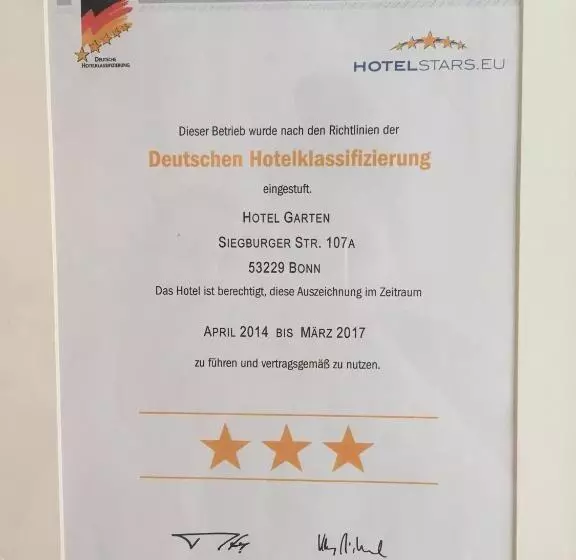 DEUTSCHE
HOTELKLASSIFIZIERUNG
HOTELSTARS.EU
Dieser Betrieb wurde nach den Richtlinien der
Deutschen Hotelklassifizierung
eingestuft.
HOTEL GARTEN
SIEGBURGER STR. 107A
53229 BONN
Das Hotel ist berechtigt, diese Auszeichnung im Zeitraum
APRIL 2014 BIS MÄRZ 2017
zu führen und vertragsgemäß zu nutzen.